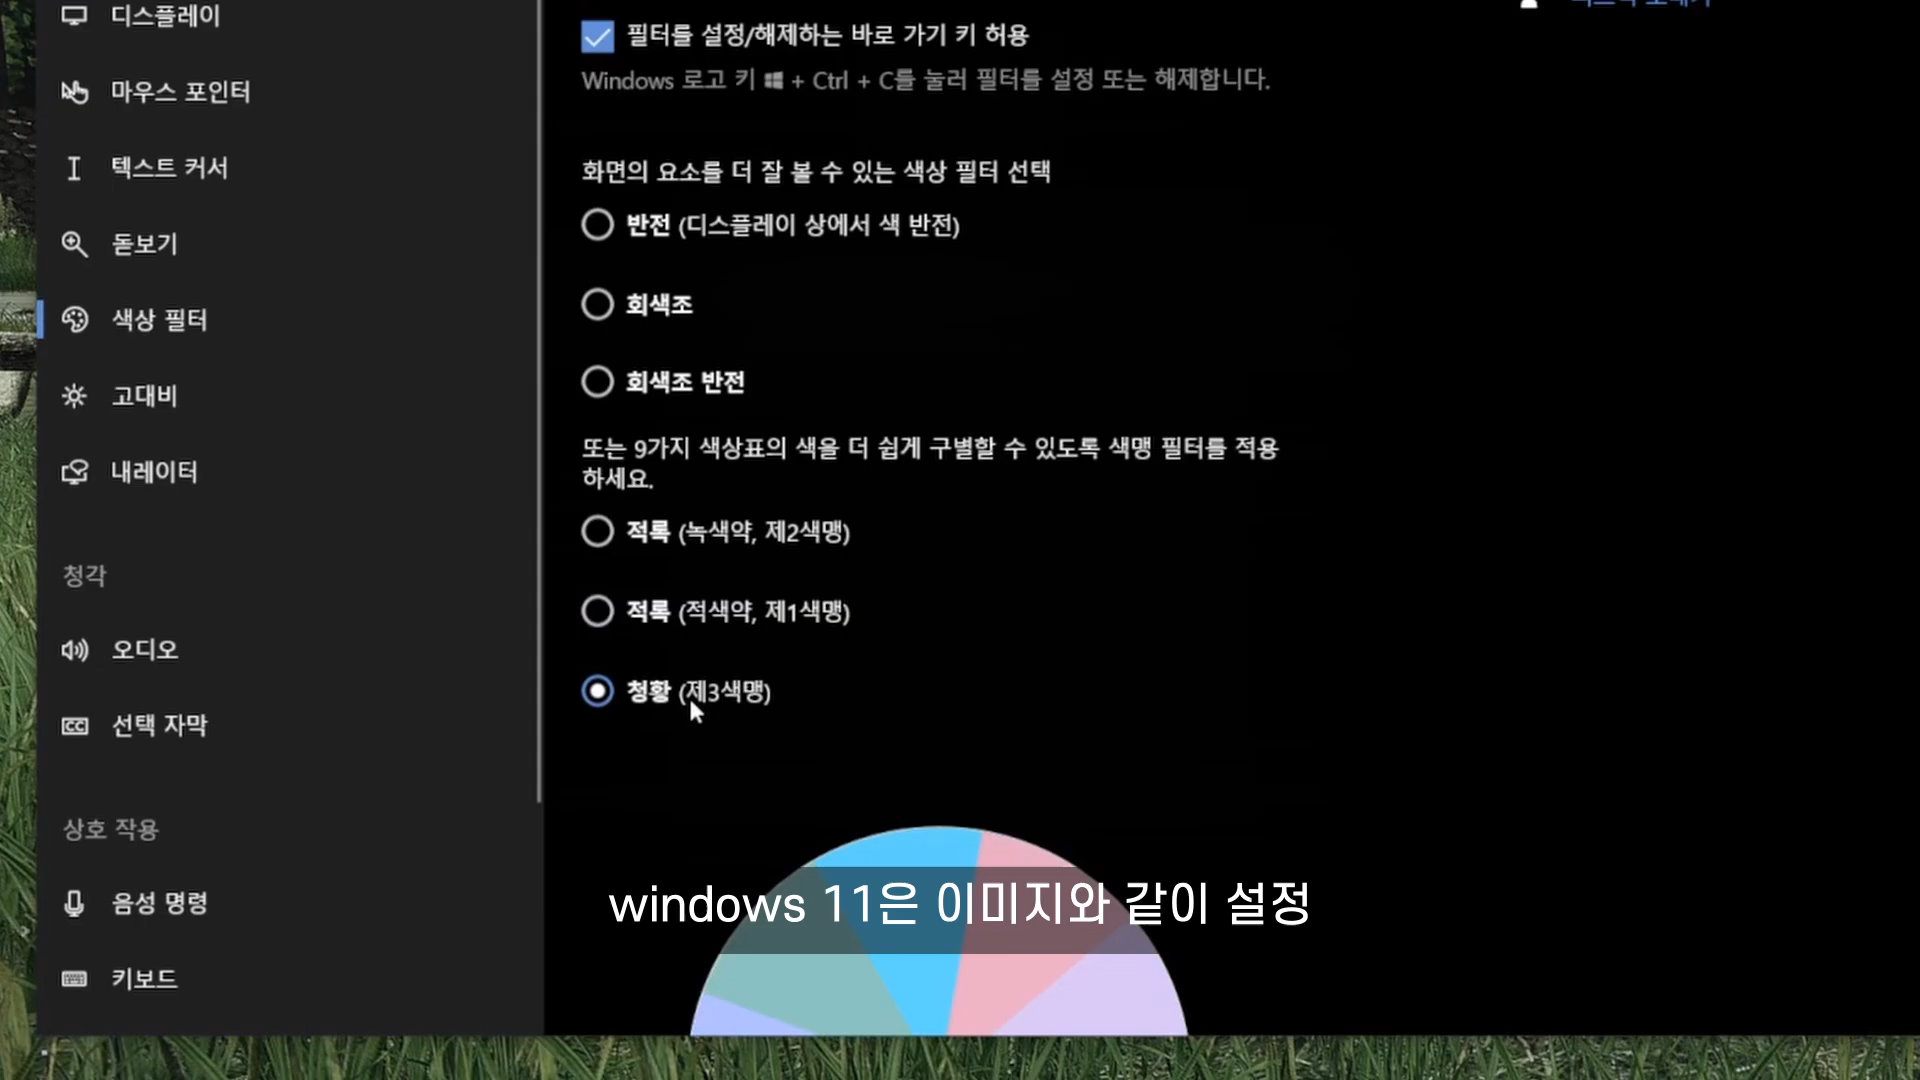 디스플레이
마우스 포인터
텍스트 커서
돋보기
색상 필터
고대비
내레이터
청각
오디오
선택 자막
상호 작용
음성 명령
키보드
필터를 설정/해제하는 바로 가기 키 허용
Windows 로고 키 + Ctrl + C를 눌러 필터를 설정 또는 해제합니다.
화면의 요소를 더 잘 볼 수 있는 색상 필터 선택
반전 (디스플레이 상에서 색 반전)
회색조
회색조 반전
또는 9가지 색상표의 색을 더 쉽게 구별할 수 있도록 색맹 필터를 적용
하세요.
적록 (녹색약, 제2색맹)
적록 (적색약, 제1색맹)
청황 (제3색맹)
windows 11은 이미지와 같이 설정